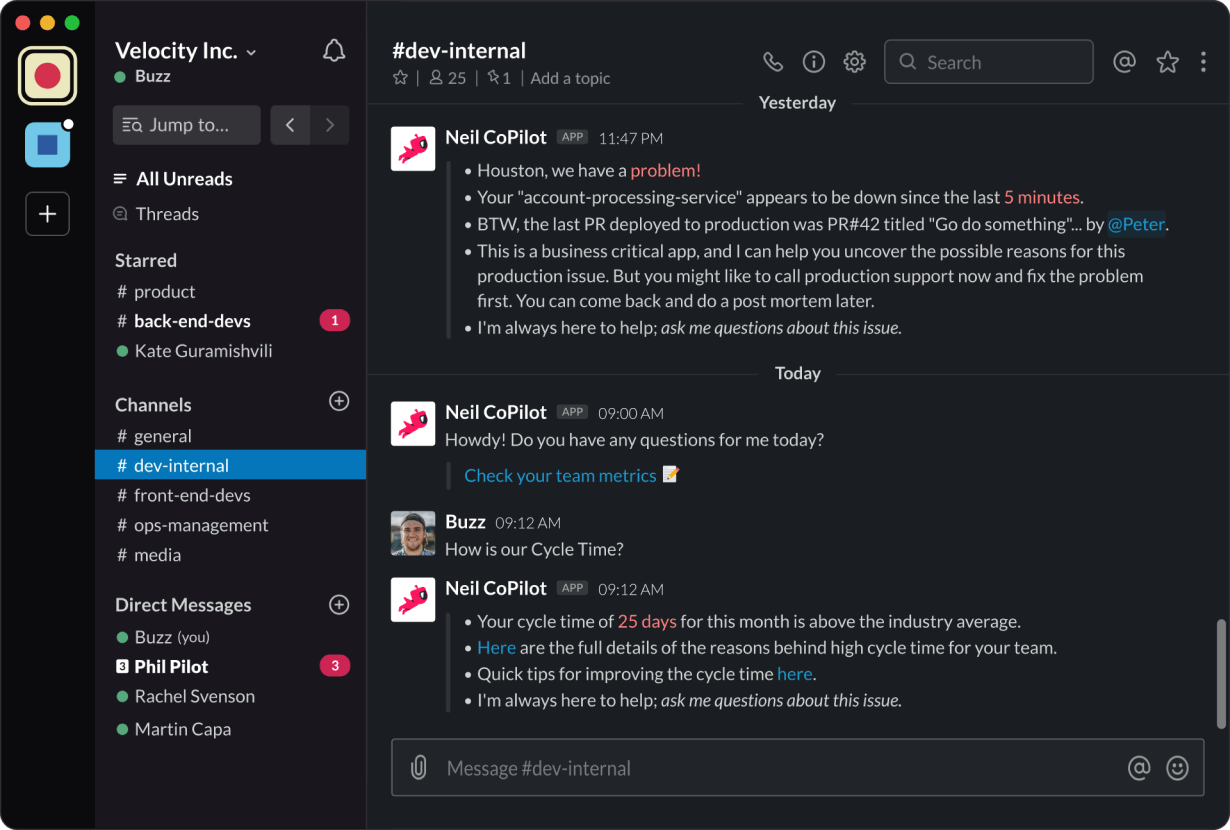 Velocity Inc.
Buzz
Jump to...
All Unreads
Threads
Starred
# product
# back-end-devs 1
Kate Guramishvili
Channels
# general
# dev-internal
# front-end-devs
# ops-management
# media
Direct Messages
Buzz (you)
3 Phil Pilot 3
Rachel Svenson
Martin Capa
#dev-internal
25 | 1 | Add a topic
Search
Yesterday
Neil CoPilot APP 11:47 PM
• Houston, we have a problem!
• Your "account-processing-service" appears to be down since the last 5 minutes.
• BTW, the last PR deployed to production was PR#42 titled "Go do something"... by @Peter.
• This is a business critical app, and I can help you uncover the possible reasons for this
production issue. But you might like to call production support now and fix the problem
first. You can come back and do a post mortem later.
• I'm always here to help; ask me questions about this issue.
Today
Neil CoPilot APP 09:00 AM
Howdy! Do you have any questions for me today?
Check your team metrics 📝
Buzz 09:12 AM
How is our Cycle Time?
Neil CoPilot APP 09:12 AM
• Your cycle time of 25 days for this month is above the industry average.
• Here are the full details of the reasons behind high cycle time for your team.
• Quick tips for improving the cycle time here.
• I'm always here to help; ask me questions about this issue.
Message #dev-internal